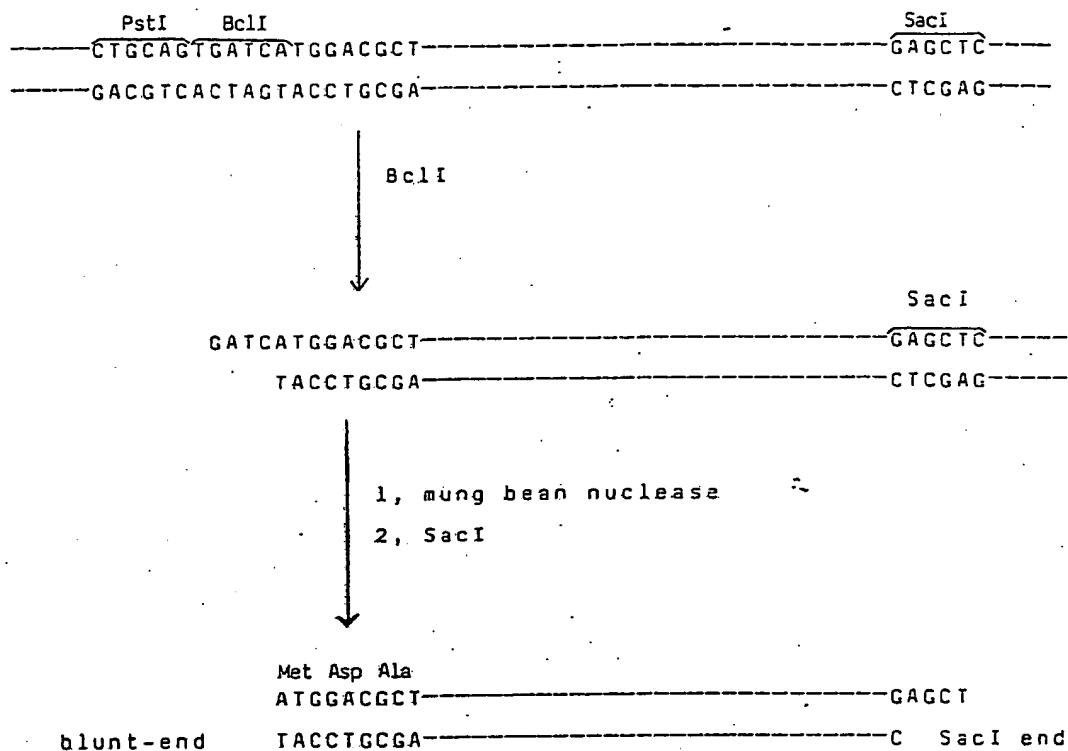 PstI BclI SacI
-----CTGCAGTGATCATGGACGCT------------------------------GAGCTC-----
-----GACGTCACTAGTACCTGCGA------------------------------CTCGAG-----
BclI
SacI
GATCATGGACGCT------------------------------GAGCTC-----
TACCTGCGA------------------------------CTCGAG-----
1, mung bean nuclease
2, SacI
Met Asp Ala
ATGGACGCT------------------------------GAGCT
blunt-end TACCTGCGA------------------------------C SacI end